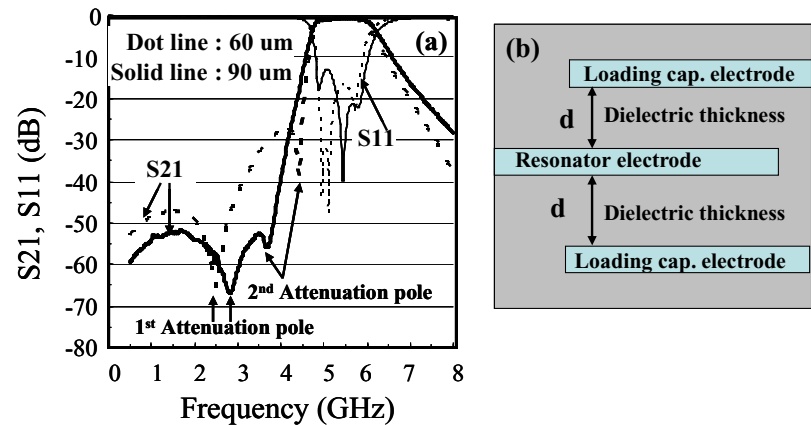 0
-10
-20
-30
-40
-50
-60
-70
-80
S21, S11 (dB)
Dot line : 60 um
Solid line : 90 um
(a)
S11
S21
2nd Attenuation pole
1st Attenuation pole
0 1 2 3 4 5 6 7 8
Frequency (GHz)
(b)
Loading cap. electrode
d
Dielectric thickness
Resonator electrode
d
Dielectric thickness
Loading cap. electrode